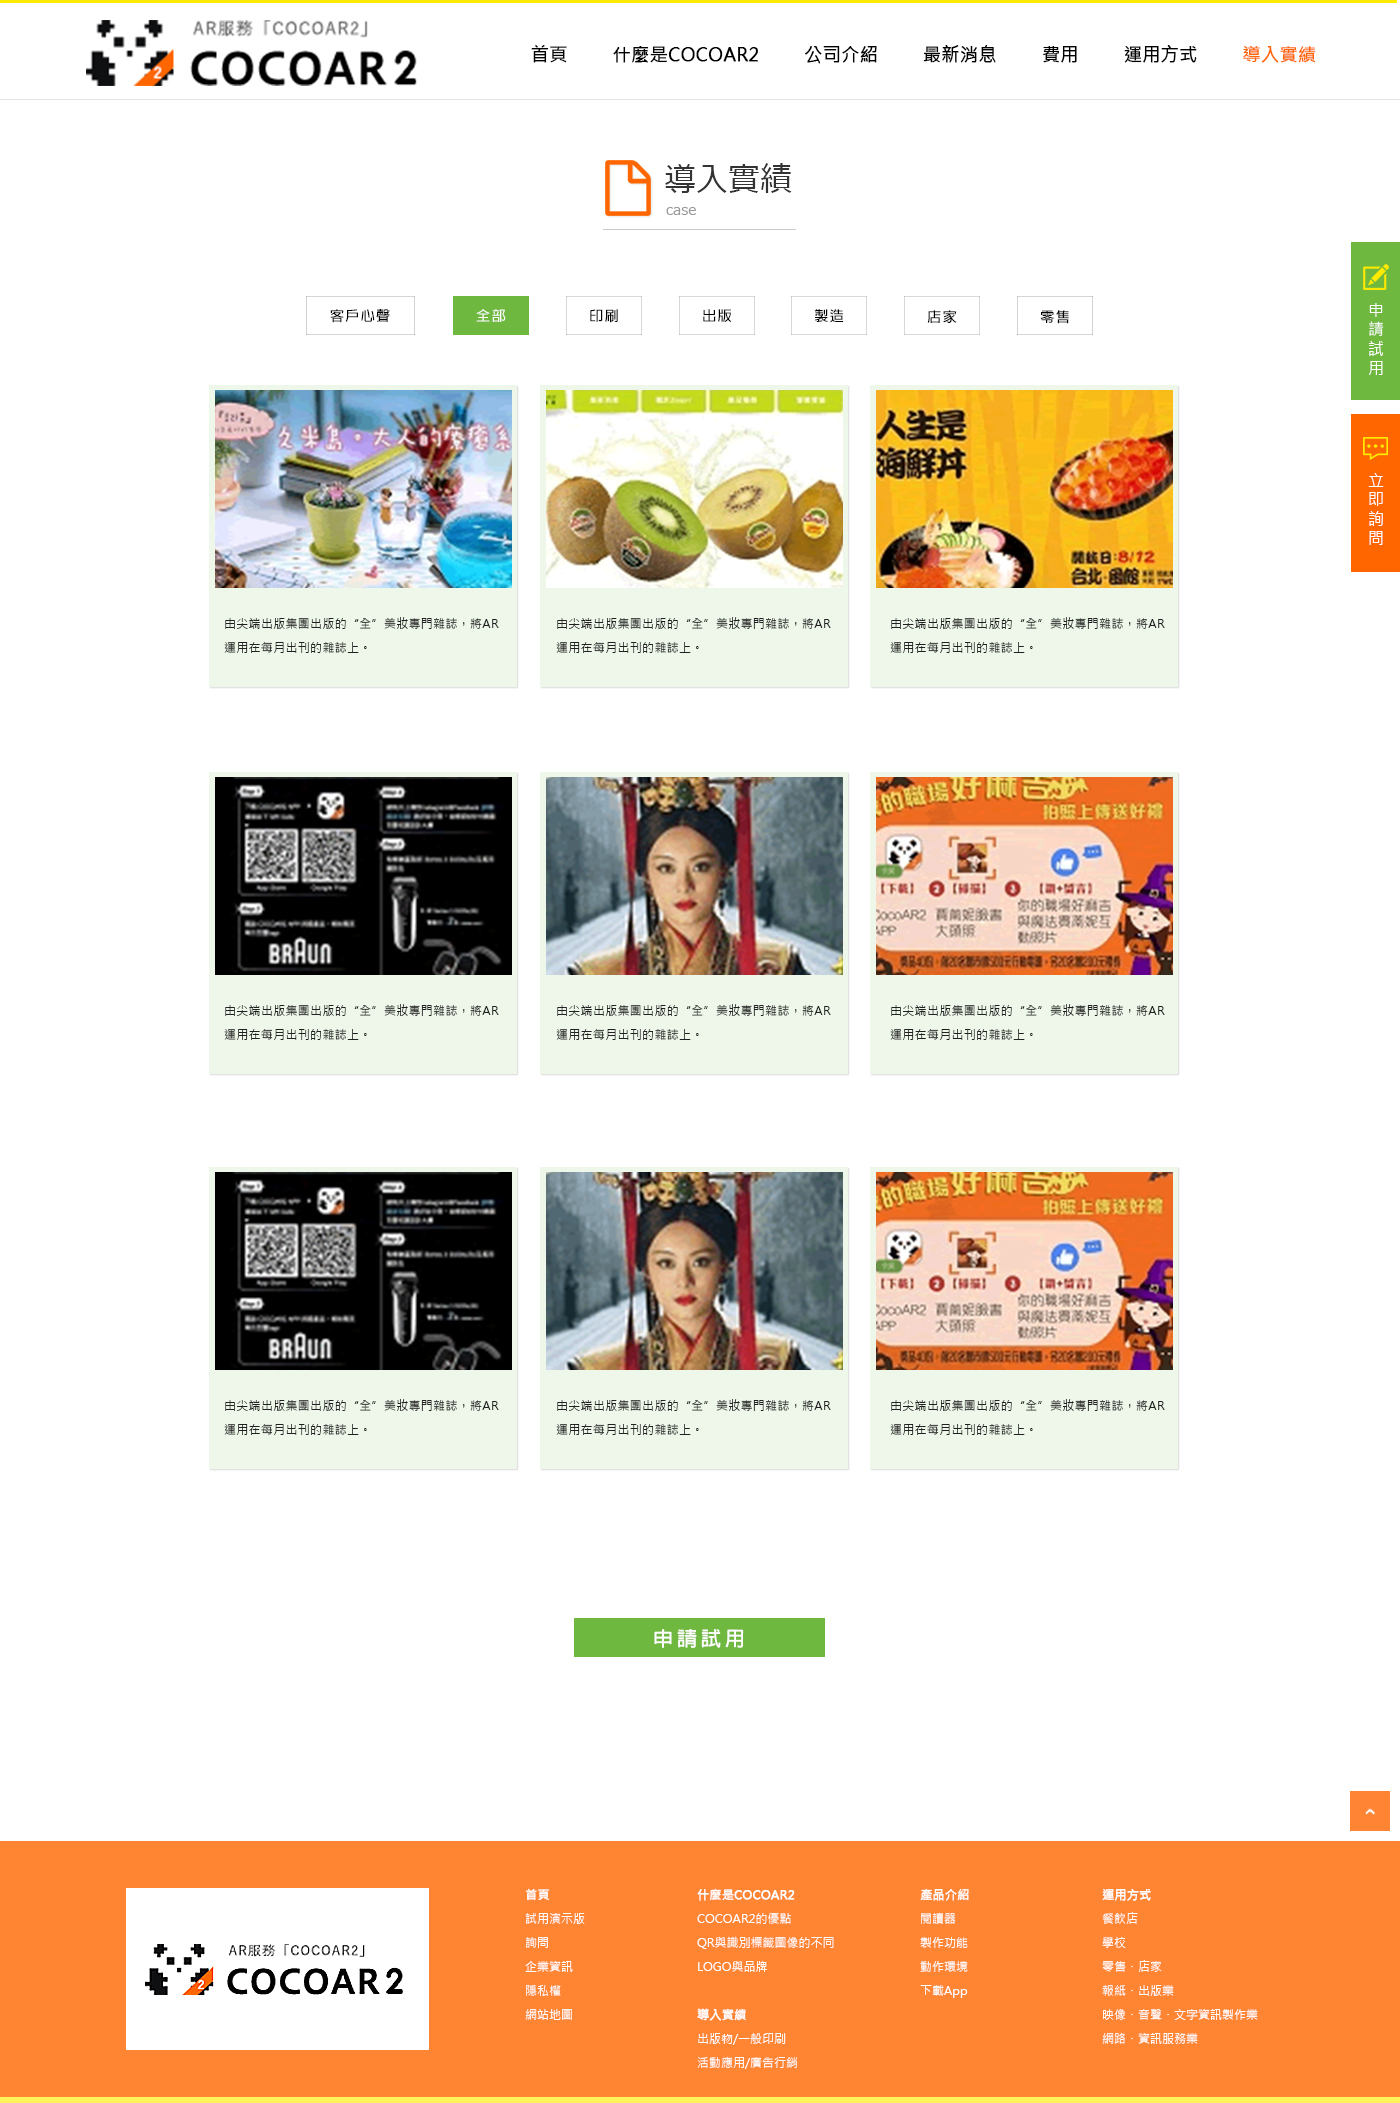 AR服務「COCOAR2」
COCOAR2
首頁
什麼是COCOAR2
公司介紹
最新消息
費用
運用方式
導入實績
導入實績
case
申請試用
立即詢問
客戶心聲
全部
印刷
出版
製造
店家
零售
久米島。大人的療癒系
人生是
海鮮丼
開航日:8/12
台北
由尖端出版集團出版的“全”美妝專門雜誌，將AR
運用在每月出刊的雜誌上。
由尖端出版集團出版的“全”美妝專門雜誌，將AR
運用在每月出刊的雜誌上。
由尖端出版集團出版的“全”美妝專門雜誌，將AR
運用在每月出刊的雜誌上。
BRAUN
的職場好麻吉
拍照上傳送好禮
【下載】
2
【掃描】
3
【讚+留言】
CocoAR2
APP
賈蒂妮臉書
大頭照
你的職場好麻吉
與魔法賈蒂妮互
動照片
由尖端出版集團出版的“全”美妝專門雜誌，將AR
運用在每月出刊的雜誌上。
由尖端出版集團出版的“全”美妝專門雜誌，將AR
運用在每月出刊的雜誌上。
由尖端出版集團出版的“全”美妝專門雜誌，將AR
運用在每月出刊的雜誌上。
BRAUN
的職場好麻吉
拍照上傳送好禮
【下載】
2
【掃描】
3
【讚+留言】
CocoAR2
APP
賈蒂妮臉書
大頭照
你的職場好麻吉
與魔法賈蒂妮互
動照片
由尖端出版集團出版的“全”美妝專門雜誌，將AR
運用在每月出刊的雜誌上。
由尖端出版集團出版的“全”美妝專門雜誌，將AR
運用在每月出刊的雜誌上。
由尖端出版集團出版的“全”美妝專門雜誌，將AR
運用在每月出刊的雜誌上。
申請試用
AR服務「COCOAR2」
COCOAR2
首頁
試用演示版
詢問
企業資訊
隱私權
網站地圖
什麼是COCOAR2
COCOAR2的優點
QR與識別標籤圖像的不同
LOGO與品牌
導入實績
出版物/一般印刷
活動應用/廣告行銷
產品介紹
閱讀器
製作功能
動作環境
下載App
運用方式
餐飲店
學校
零售．店家
報紙．出版業
映像．音聲．文字資訊製作業
網路．資訊服務業